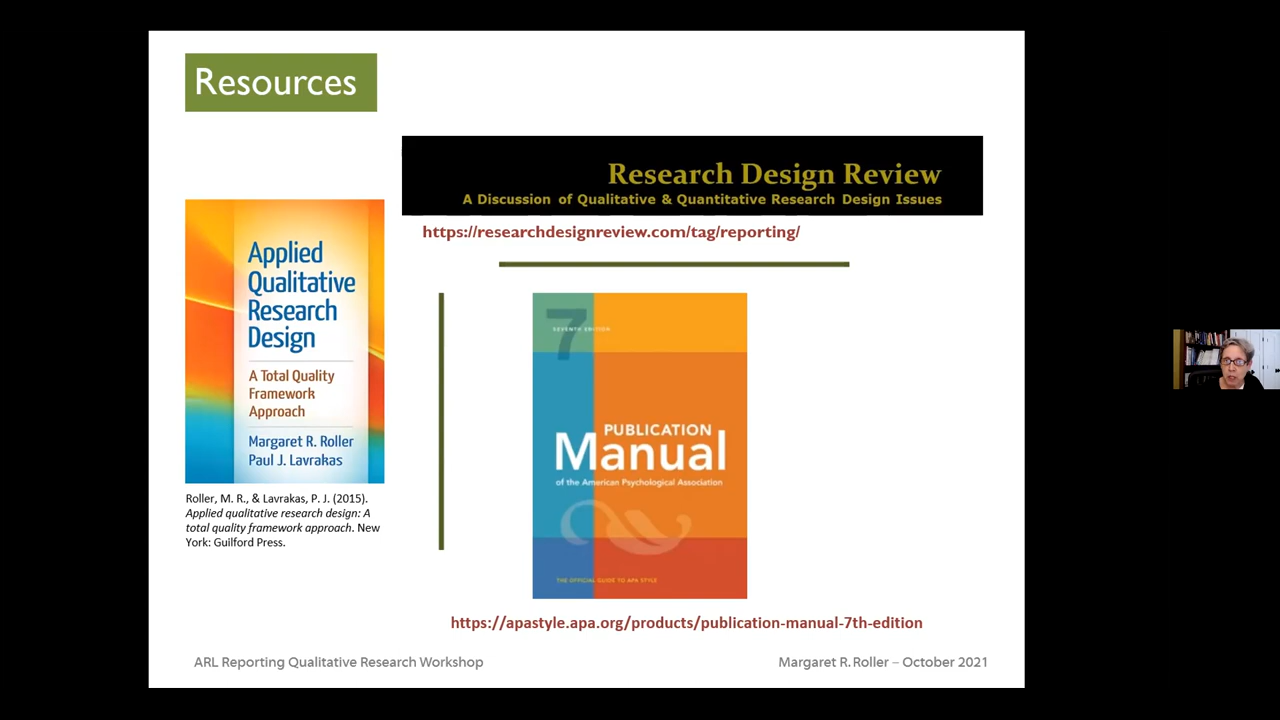 Resources
Research Design Review
A Discussion of Qualitative & Quantitative Research Design Issues
https://researchdesignreview.com/tag/reporting/
Applied
Qualitative
Research
Design
A Total Quality
Framework
Approach
Margaret R. Roller
Paul J. Lavrakas
Roller, M. R., & Lavrakas, P. J. (2015).
Applied qualitative research design: A
total quality framework approach. New
York: Guilford Press.
7
SEVENTH EDITION
PUBLICATION
Manual
of the American Psychological Association
THE OFFICIAL GUIDE TO APA STYLE
https://apastyle.apa.org/products/publication-manual-7th-edition
ARL Reporting Qualitative Research Workshop
Margaret R. Roller – October 2021